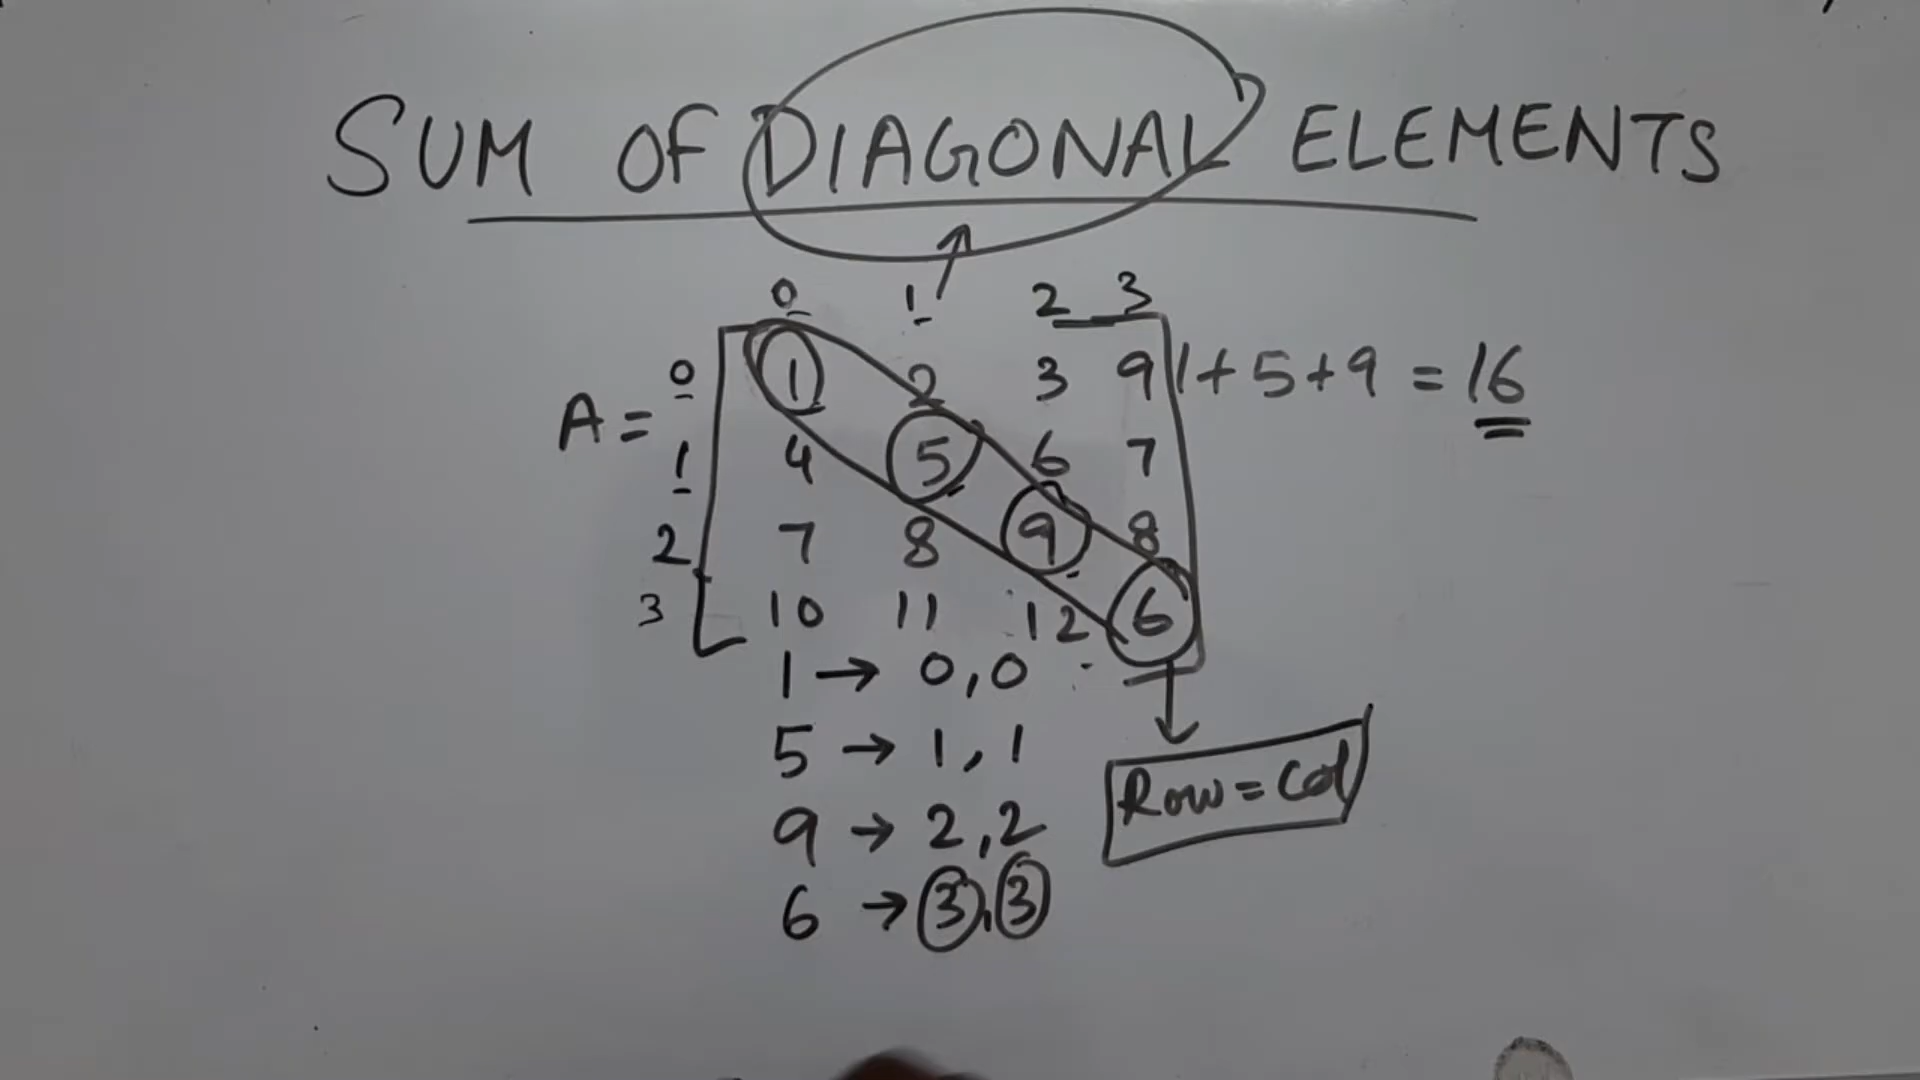 SUM OF DIAGONAL ELEMENTS
0 1 2 3
0 1 2 3 9 1+5+9 = 16
A =
1 4 5 6 7
2 7 8 9 8
3 10 11 12 6
1 → 0,0
5 → 1,1
Row = Col
9 → 2,2
6 → 3,3